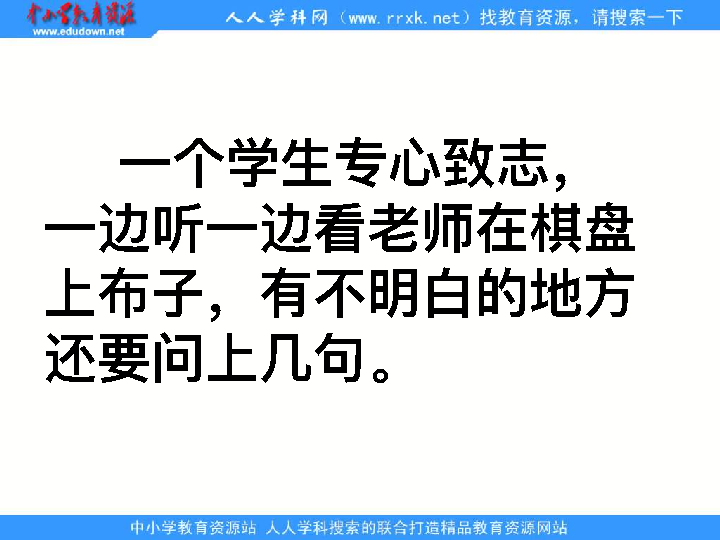 中小学教育资源
www.edudown.net
人人学科网（www.rrxk.net）找教育资源，请搜索一下
一个学生专心致志，
一边听一边看老师在棋盘
上布子，有不明白的地方
还要问上几句。
中小学教育资源站 人人学科搜索的联合打造精品教育资源网站